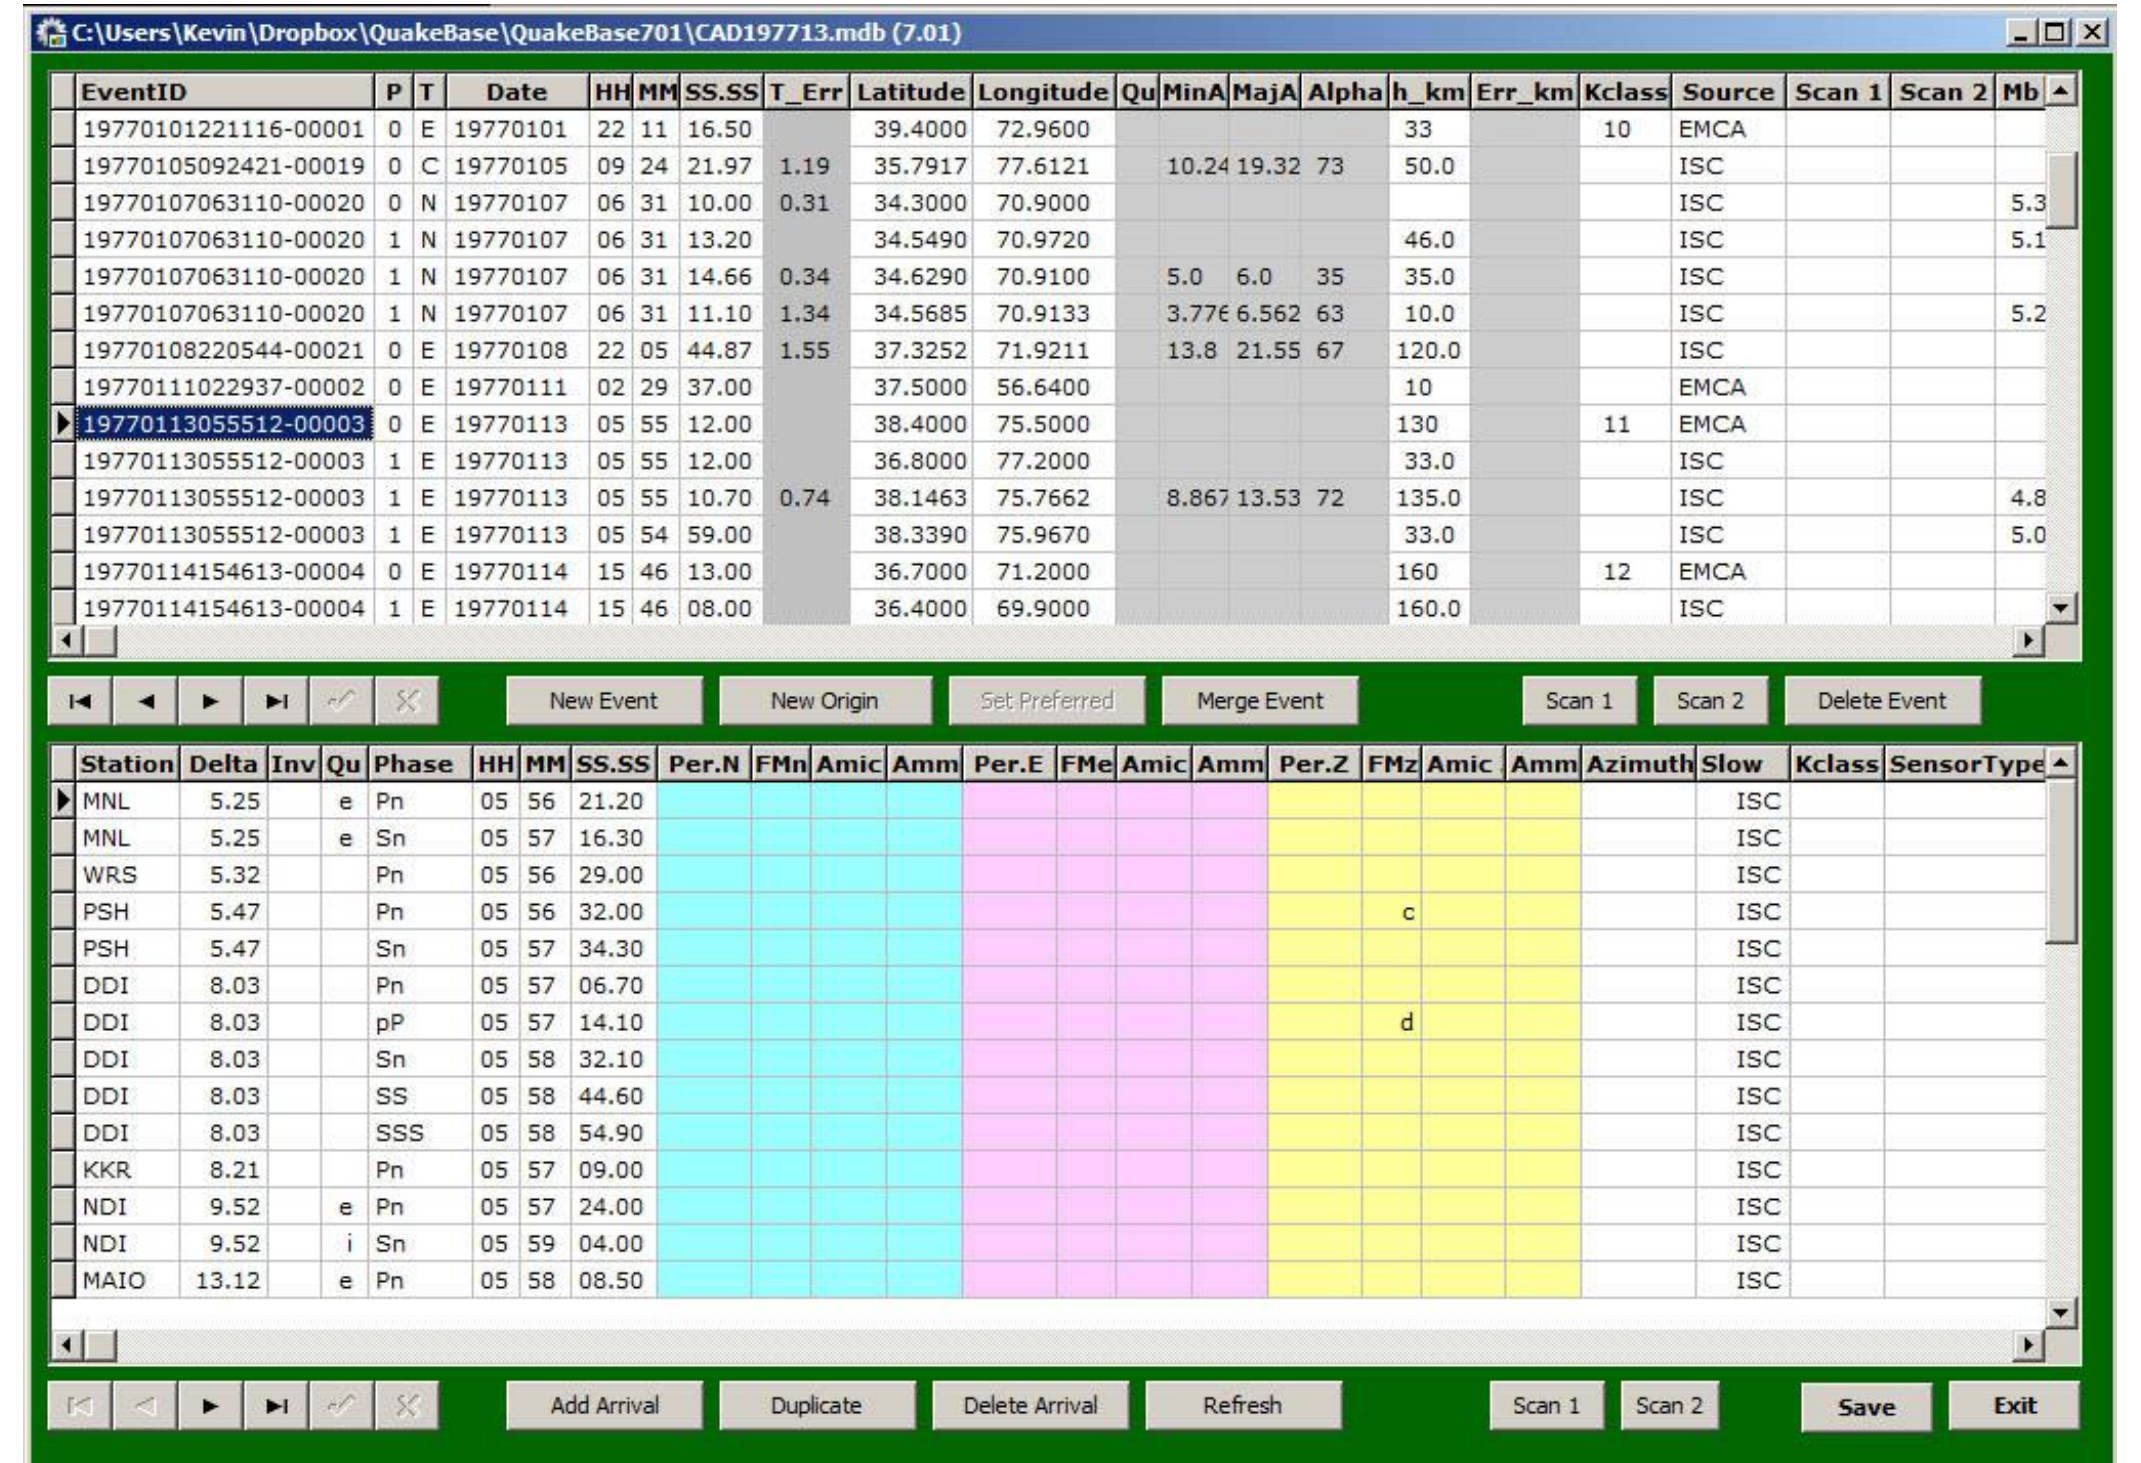 C:\Users\Kevin\Dropbox\QuakeBase\QuakeBase701\CAD197713.mdb (7.01)
EventID P T Date HH MM SS.SS T_Err Latitude Longitude Qu MinA MajA Alpha h_km Err_km Kclass Source Scan 1 Scan 2 Mb
19770101221116-00001 0 E 19770101 22 11 16.50 39.4000 72.9600 33 10 EMCA
19770105092421-00019 0 C 19770105 09 24 21.97 1.19 35.7917 77.6121 10.24 19.32 73 50.0 ISC
19770107063110-00020 0 N 19770107 06 31 10.00 0.31 34.3000 70.9000 ISC 5.3
19770107063110-00020 1 N 19770107 06 31 13.20 34.5490 70.9720 46.0 ISC 5.1
19770107063110-00020 1 N 19770107 06 31 14.66 0.34 34.6290 70.9100 5.0 6.0 35 35.0 ISC
19770107063110-00020 1 N 19770107 06 31 11.10 1.34 34.5685 70.9133 3.776 6.562 63 10.0 ISC 5.2
19770108220544-00021 0 E 19770108 22 05 44.87 1.55 37.3252 71.9211 13.8 21.55 67 120.0 ISC
19770111022937-00002 0 E 19770111 02 29 37.00 37.5000 56.6400 10 EMCA
19770113055512-00003 0 E 19770113 05 55 12.00 38.4000 75.5000 130 11 EMCA
19770113055512-00003 1 E 19770113 05 55 12.00 36.8000 77.2000 33.0 ISC
19770113055512-00003 1 E 19770113 05 55 10.70 0.74 38.1463 75.7662 8.867 13.53 72 135.0 ISC 4.8
19770113055512-00003 1 E 19770113 05 54 59.00 38.3390 75.9670 33.0 ISC 5.0
19770114154613-00004 0 E 19770114 15 46 13.00 36.7000 71.2000 160 12 EMCA
19770114154613-00004 1 E 19770114 15 46 08.00 36.4000 69.9000 160.0 ISC
New Event New Origin Set Preferred Merge Event Scan 1 Scan 2 Delete Event
Station Delta Inv Qu Phase HH MM SS.SS Per.N FMn Amic Amm Per.E FMe Amic Amm Per.Z FMz Amic Amm Azimuth Slow Kclass SensorType
MNL 5.25 e Pn 05 56 21.20 ISC
MNL 5.25 e Sn 05 57 16.30 ISC
WRS 5.32 Pn 05 56 29.00 ISC
PSH 5.47 Pn 05 56 32.00 c ISC
PSH 5.47 Sn 05 57 34.30 ISC
DDI 8.03 Pn 05 57 06.70 ISC
DDI 8.03 pP 05 57 14.10 d ISC
DDI 8.03 Sn 05 58 32.10 ISC
DDI 8.03 SS 05 58 44.60 ISC
DDI 8.03 SSS 05 58 54.90 ISC
KKR 8.21 Pn 05 57 09.00 ISC
NDI 9.52 e Pn 05 57 24.00 ISC
NDI 9.52 i Sn 05 59 04.00 ISC
MAIO 13.12 e Pn 05 58 08.50 ISC
Add Arrival Duplicate Delete Arrival Refresh Scan 1 Scan 2 Save Exit